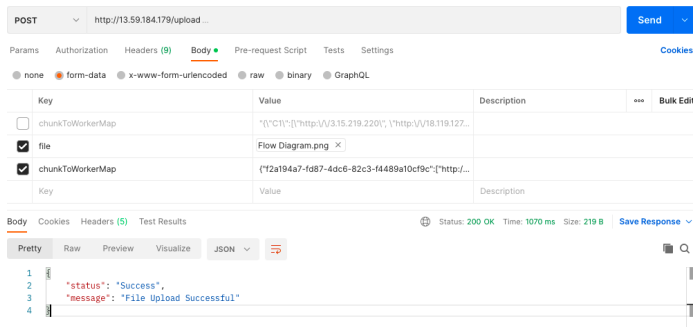 POST http://13.59.184.179/upload... Send
Params Authorization Headers (9) Body Pre-request Script Tests Settings Cookies
none form-data x-www-form-urlencoded raw binary GraphQL
Key Value Description ooo Bulk Edit
chunkToWorkerMap "{\"C1\":[\"http:\/\/3.15.219.220\", \"http:\/\/18.119.127...
file Flow Diagram.png ×
chunkToWorkerMap {"f2a194a7-fd87-4dc6-82c3-f4489a10cf9c":["http:/...
Key Value Description
Body Cookies Headers (5) Test Results Status: 200 OK Time: 1070 ms Size: 219 B Save Response
Pretty Raw Preview Visualize JSON
1 {
2 "status": "Success",
3 "message": "File Upload Successful"
4 }